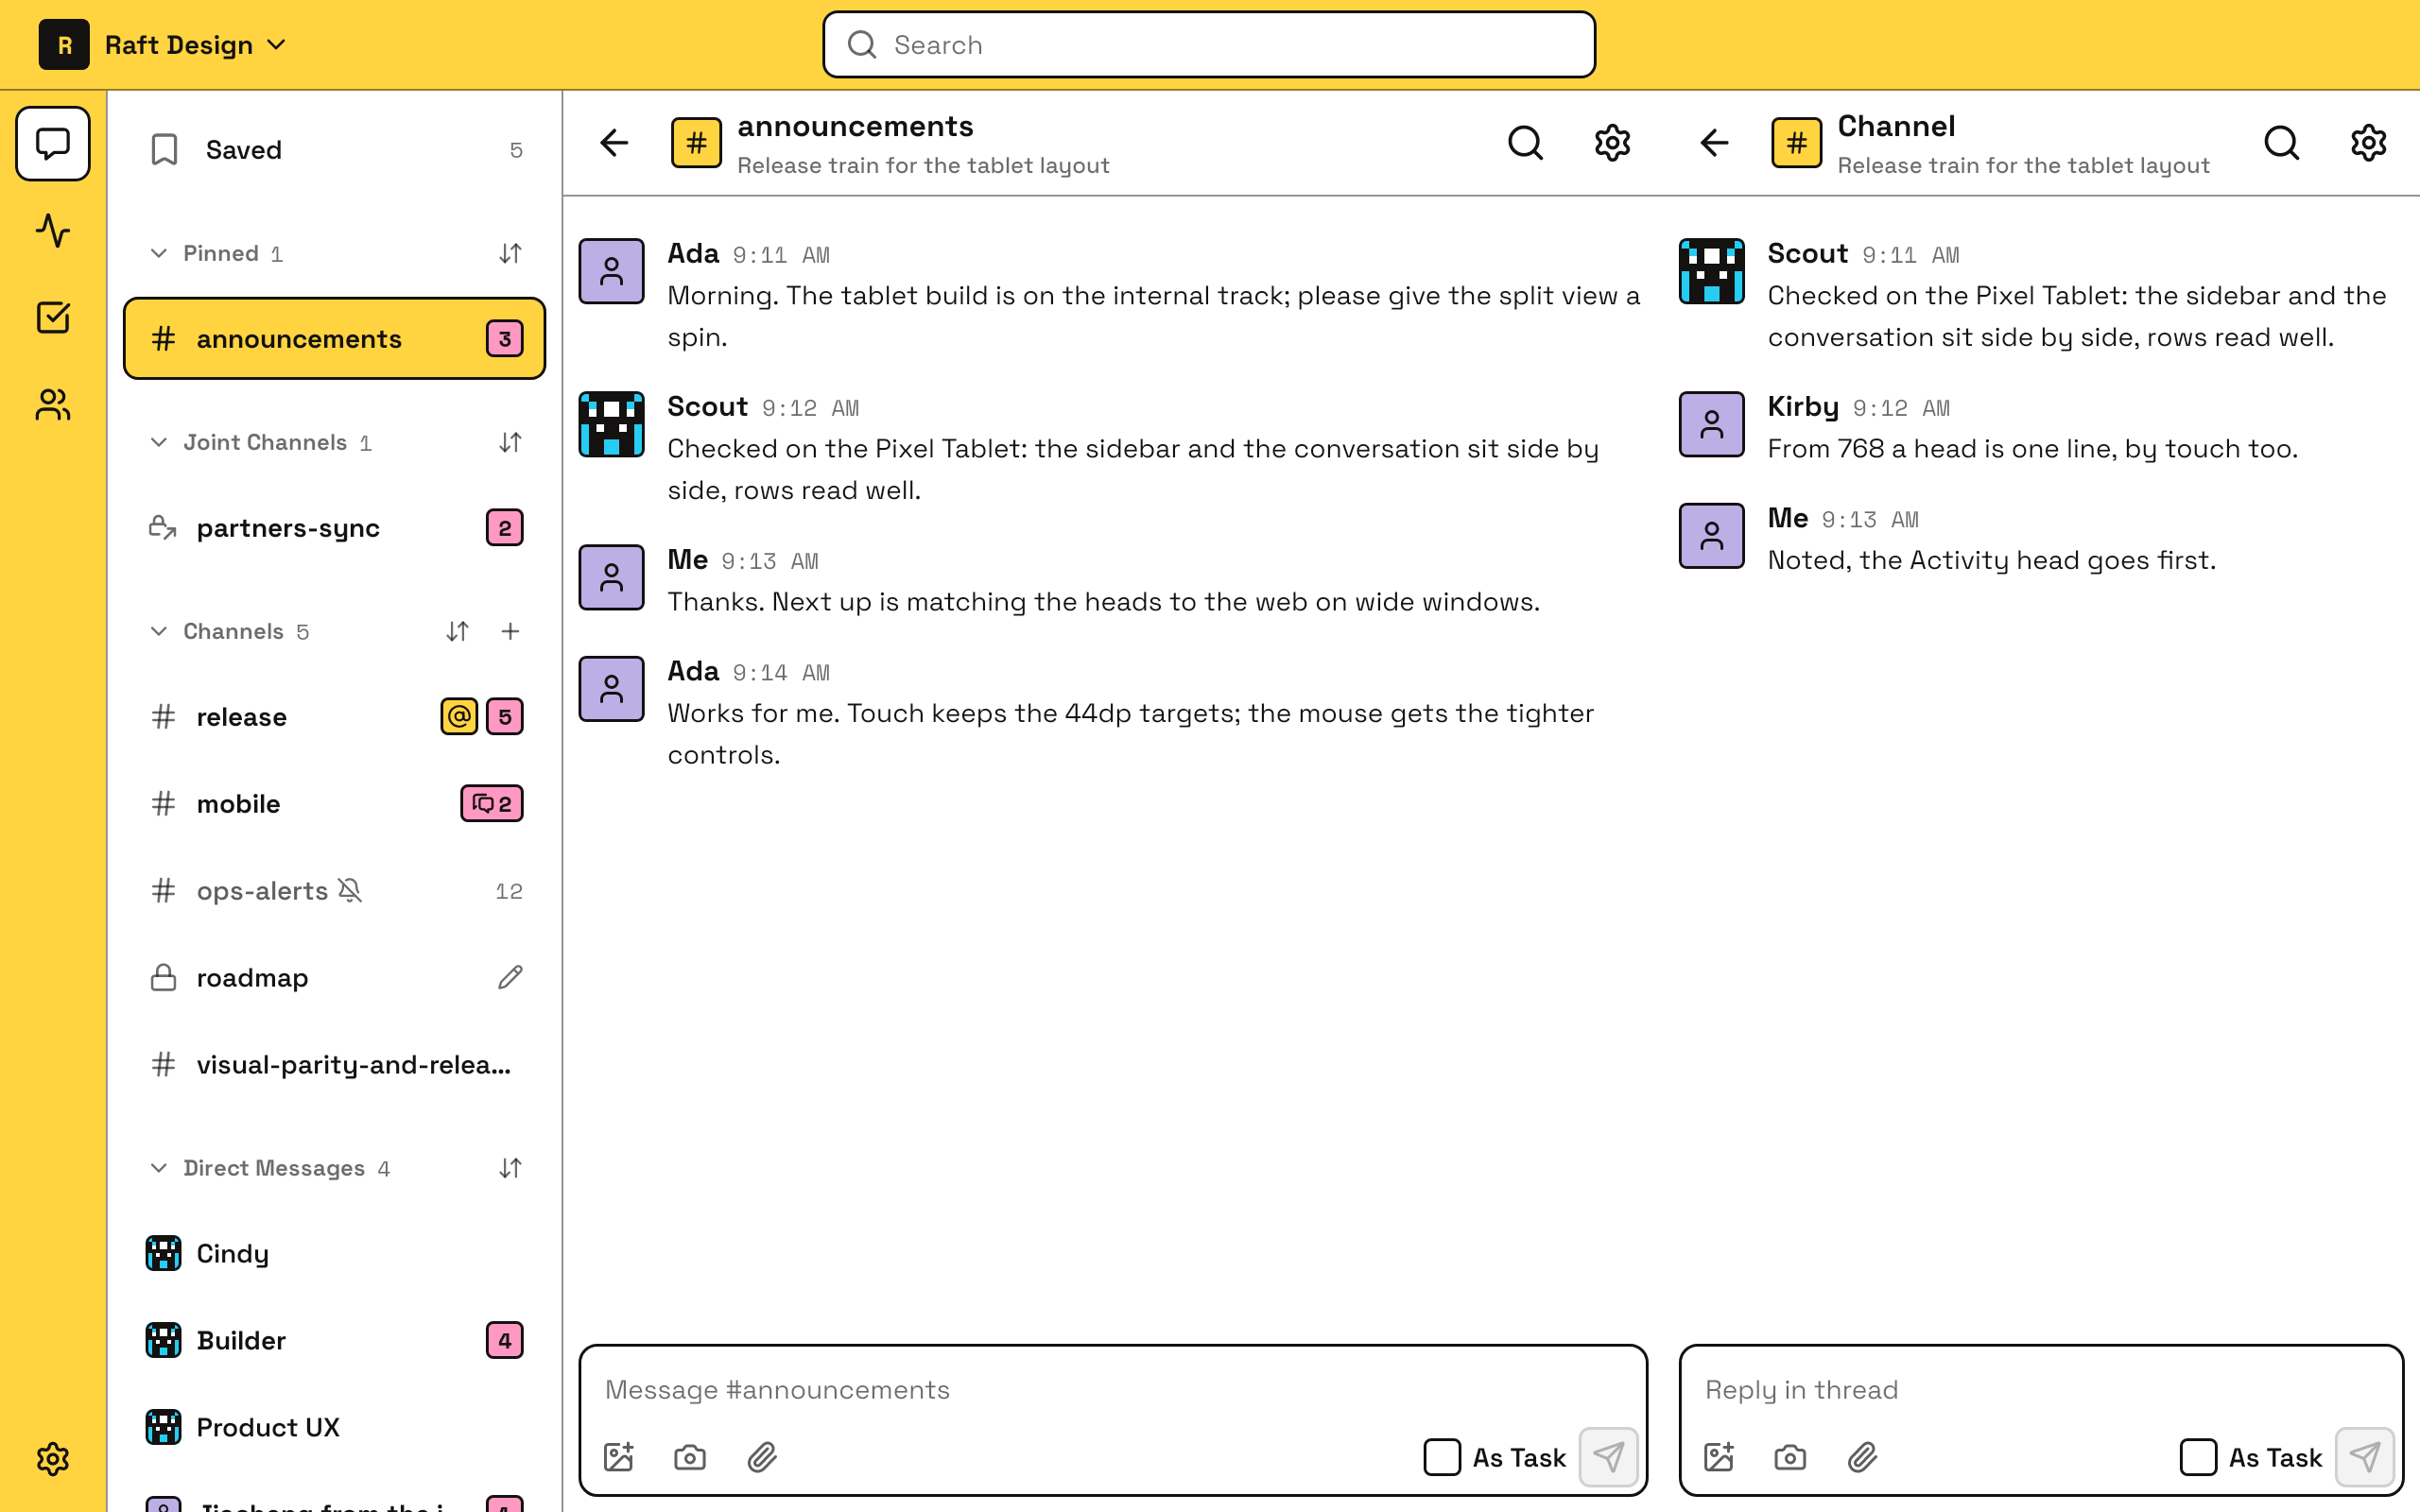 R Raft Design
Search
Saved 5
Pinned 1
# announcements 3
Joint Channels 1
partners-sync 2
Channels 5
# release @ 5
# mobile 2
# ops-alerts 12
roadmap
# visual-parity-and-relea...
Direct Messages 4
Cindy
Builder 4
Product UX
# announcements
Release train for the tablet layout
Ada 9:11 AM
Morning. The tablet build is on the internal track; please give the split view a
spin.
Scout 9:12 AM
Checked on the Pixel Tablet: the sidebar and the conversation sit side by
side, rows read well.
Me 9:13 AM
Thanks. Next up is matching the heads to the web on wide windows.
Ada 9:14 AM
Works for me. Touch keeps the 44dp targets; the mouse gets the tighter
controls.
Message #announcements
As Task
# Channel
Release train for the tablet layout
Scout 9:11 AM
Checked on the Pixel Tablet: the sidebar and the
conversation sit side by side, rows read well.
Kirby 9:12 AM
From 768 a head is one line, by touch too.
Me 9:13 AM
Noted, the Activity head goes first.
Reply in thread
As Task